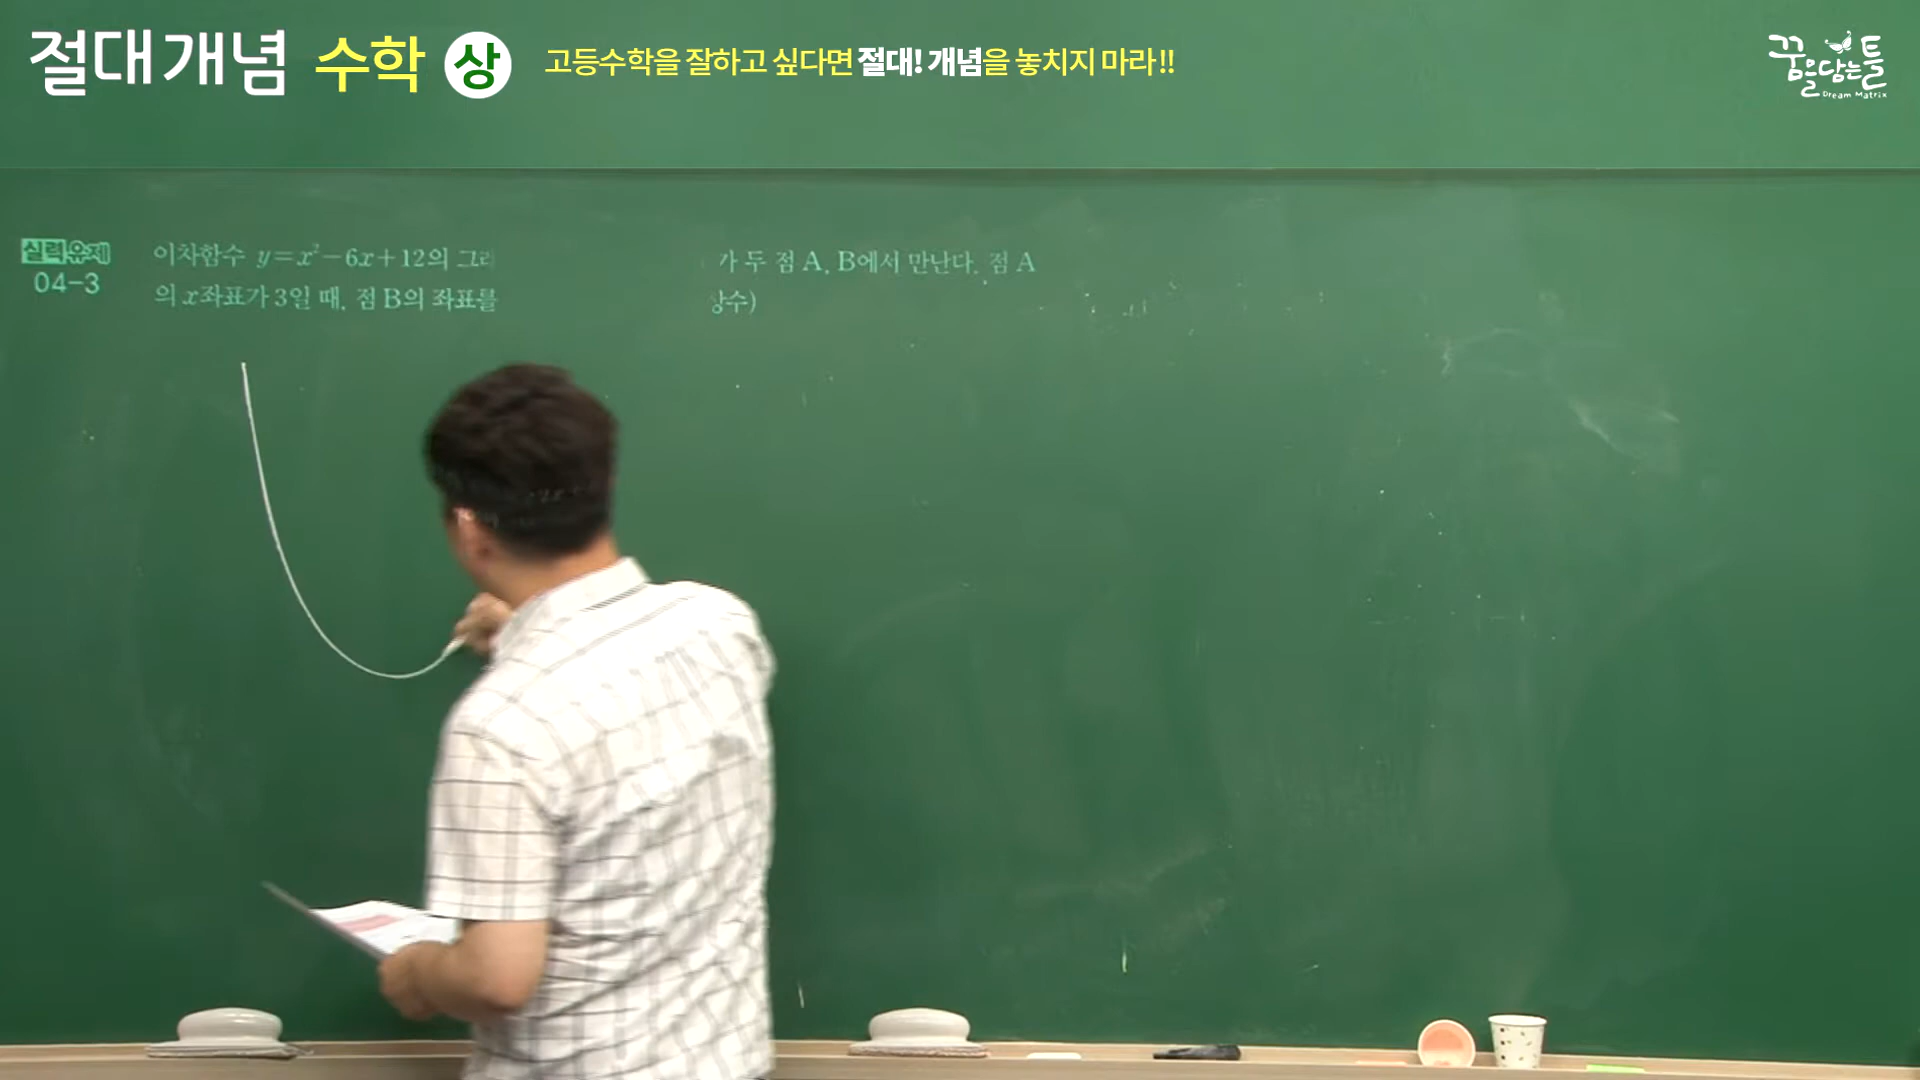 절대개념 수학 상 고등수학을 잘하고 싶다면 절대! 개념을 놓치지 마라!!
꿈을담는틀
Dream Matrix
실력유제 이차함수 y=x²-6x+12의 그래 가 두 점 A, B에서 만난다. 점 A
04-3 의 x좌표가 3일 때, 점 B의 좌표를 상수)